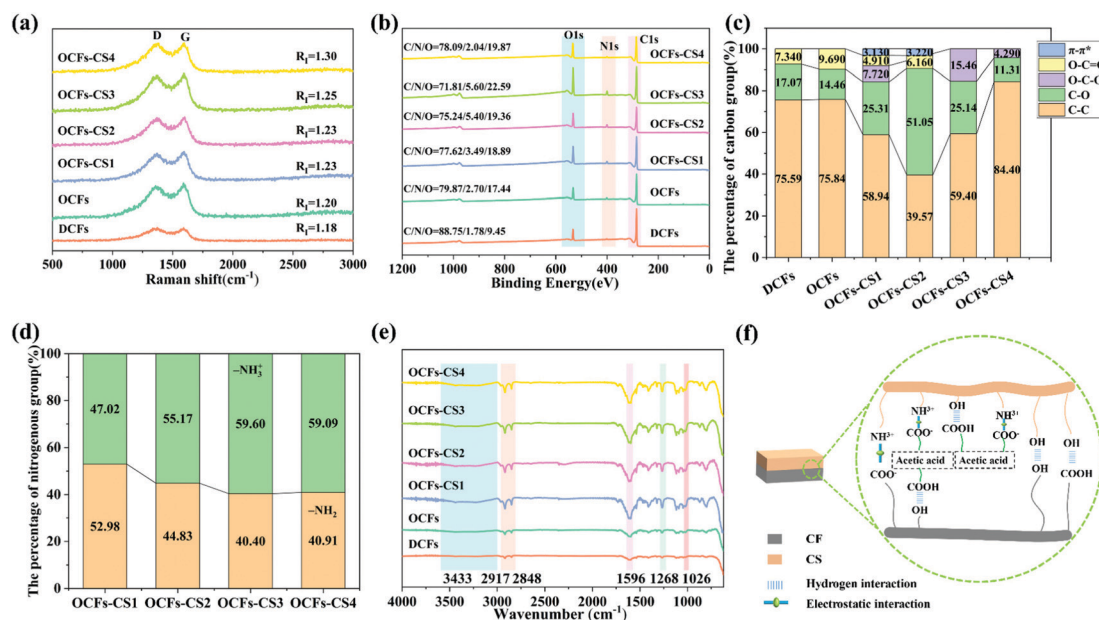 (a)
D
G
OCFs-CS4
R_I=1.30
OCFs-CS3
R_I=1.25
OCFs-CS2
R_I=1.23
OCFs-CS1
R_I=1.23
OCFs
R_I=1.20
DCFs
R_I=1.18
500 1000 1500 2000 2500 3000
Raman shift(cm⁻¹)
(b)
O1s
N1s
C1s
C/N/O=78.09/2.04/19.87
OCFs-CS4
C/N/O=71.81/5.60/22.59
OCFs-CS3
C/N/O=75.24/5.40/19.36
OCFs-CS2
C/N/O=77.62/3.49/18.89
OCFs-CS1
C/N/O=79.87/2.70/17.44
OCFs
C/N/O=88.75/1.78/9.45
DCFs
1200 1000 800 600 400 200 0
Binding Energy(eV)
(c)
The percentage of carbon group(%)
100
80
60
40
20
0
7.340
17.07
75.59
9.690
14.46
75.84
3.130
4.910
7.720
25.31
58.94
3.220
6.160
51.05
39.57
15.46
25.14
59.40
4.290
11.31
84.40
DCFs
OCFs
OCFs-CS1
OCFs-CS2
OCFs-CS3
OCFs-CS4
π-π*
C-O
C-C
(d)
The percentage of nitrogenous group(%)
100
80
60
40
20
0
47.02
52.98
55.17
44.83
–NH₃⁺
59.60
40.40
59.09
–NH₂
40.91
OCFs-CS1 OCFs-CS2 OCFs-CS3 OCFs-CS4
(e)
OCFs-CS4
OCFs-CS3
OCFs-CS2
OCFs-CS1
OCFs
DCFs
3433 2917 2848 1596 1268 1026
4000 3500 3000 2500 2000 1500 1000
Wavenumber (cm⁻¹)
(f)
NH³⁺
COO⁻
NH³⁺
COO⁻
OH
COOH
COO⁻
OH
OH
OH
COOH
Acetic acid
Acetic acid
COOH
OH
CF
CS
Hydrogen interaction
Electrostatic interaction